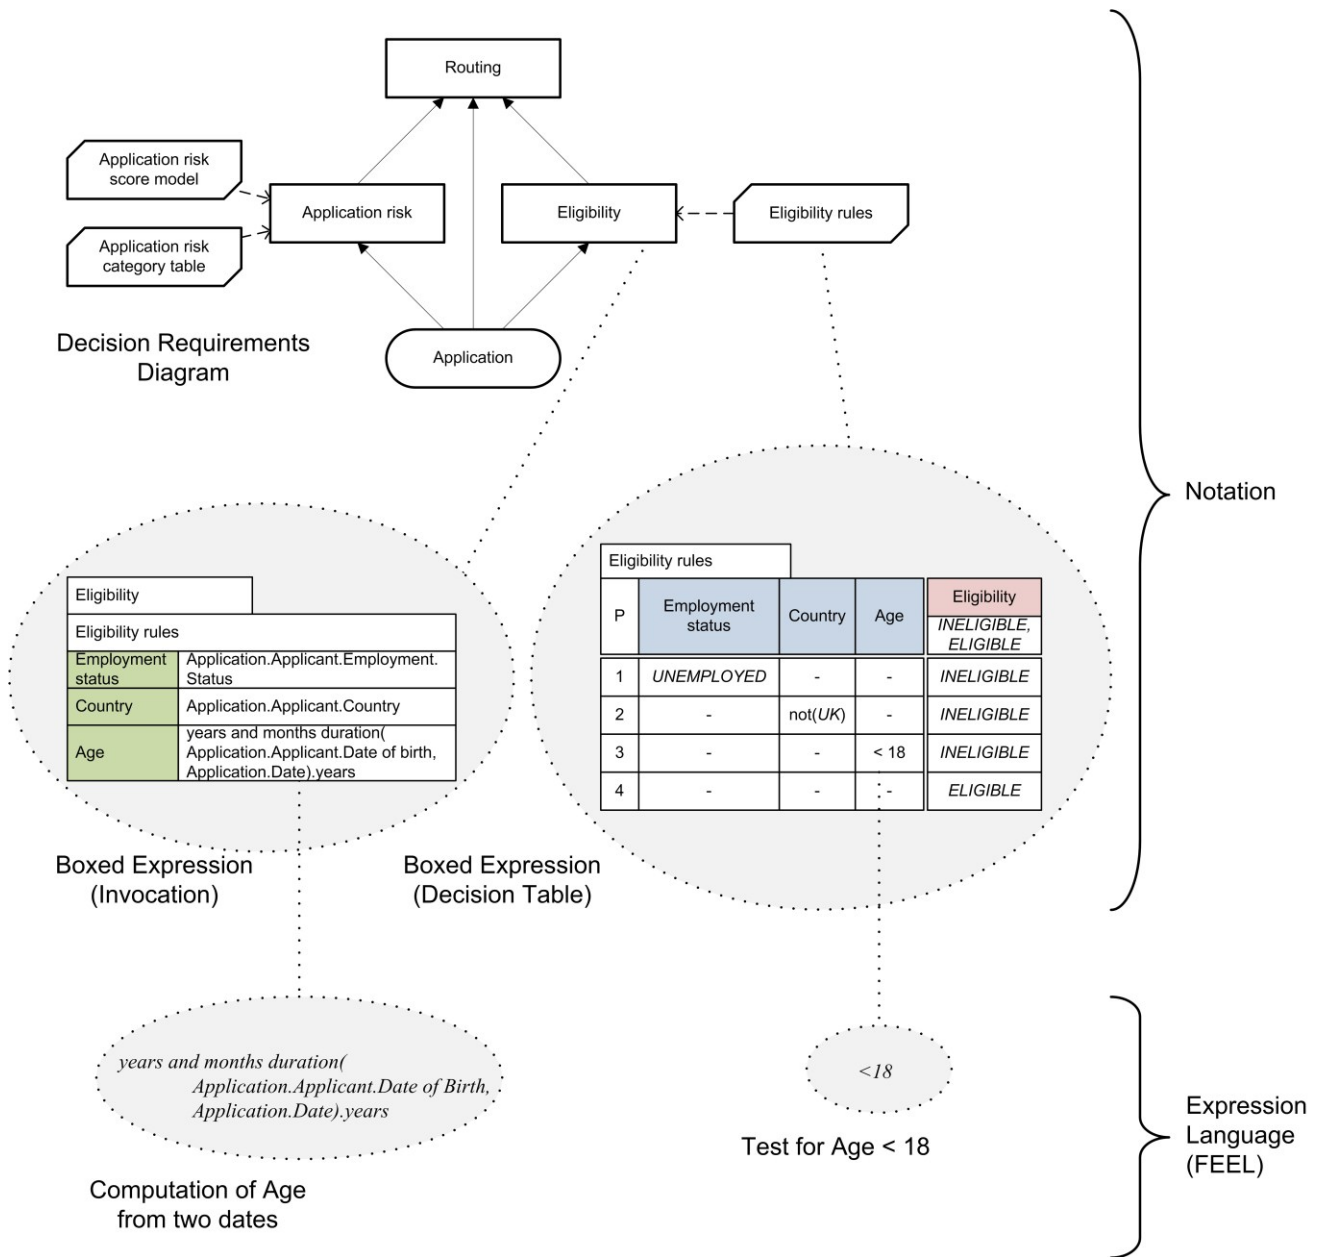 Routing
Application risk
score model
Application risk
category table
Application risk
Eligibility
Eligibility rules
Application
Decision Requirements
Diagram
Notation
Eligibility
Eligibility rules
Employment
status
Application.Applicant.Employment.
Status
Country
Application.Applicant.Country
Age
years and months duration(
Application.Applicant.Date of birth,
Application.Date).years
Boxed Expression
(Invocation)
Eligibility rules
P
Employment
status
Country
Age
Eligibility
INELIGIBLE,
ELIGIBLE
1 UNEMPLOYED - - INELIGIBLE
2 - not(UK) - INELIGIBLE
3 - - < 18 INELIGIBLE
4 - - - ELIGIBLE
Boxed Expression
(Decision Table)
years and months duration(
Application.Applicant.Date of Birth,
Application.Date).years
Computation of Age
from two dates
<18
Test for Age < 18
Expression
Language
(FEEL)